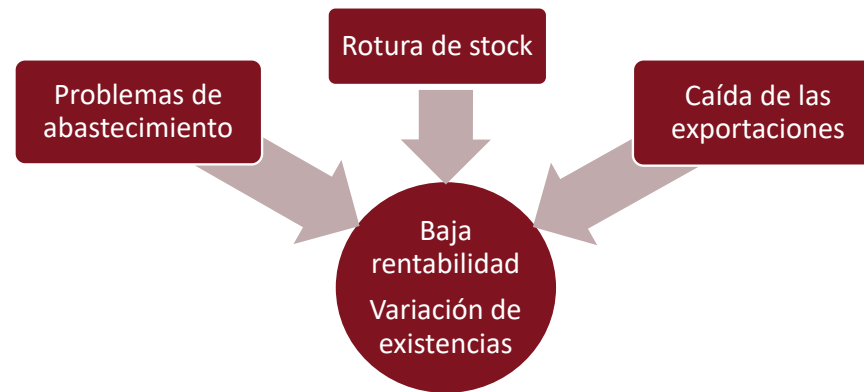 Rotura de stock
Problemas de
abastecimiento
Caída de las
exportaciones
Baja
rentabilidad
Variación de
existencias